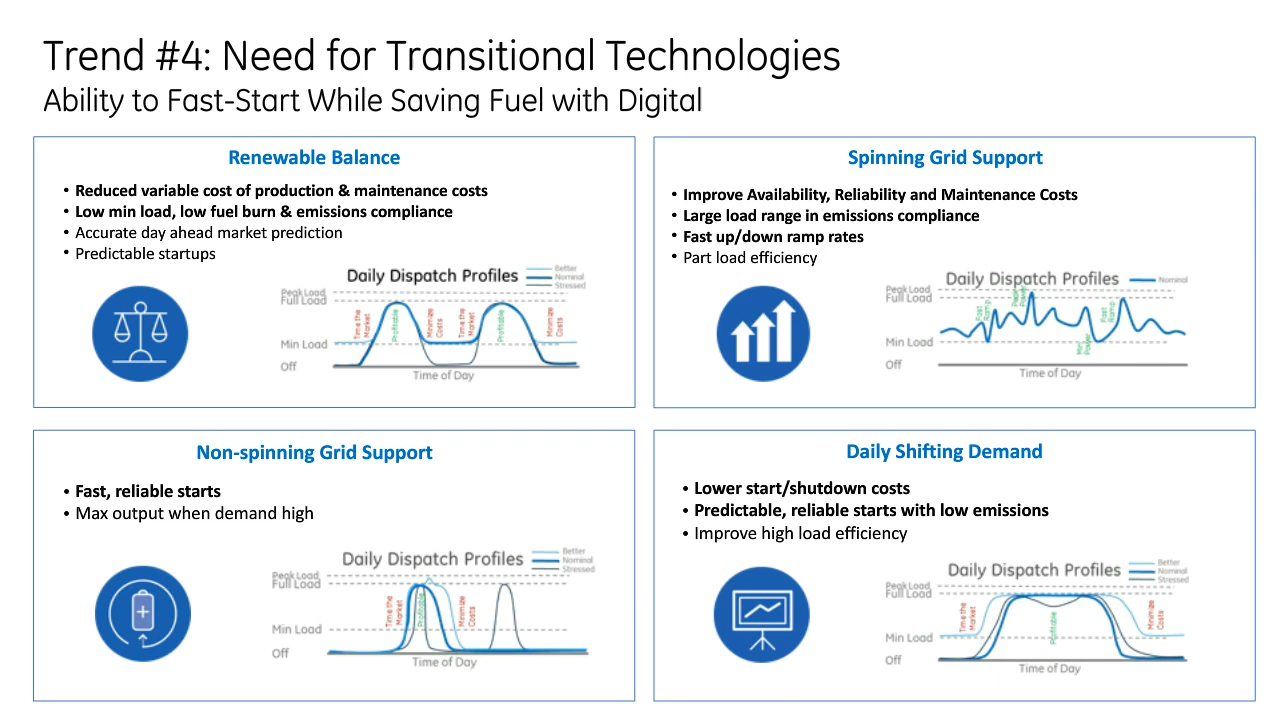 Trend #4: Need for Transitional Technologies
Ability to Fast-Start While Saving Fuel with Digital
Renewable Balance
• Reduced variable cost of production & maintenance costs
• Low min load, low fuel burn & emissions compliance
• Accurate day ahead market prediction
• Predictable startups
Daily Dispatch Profiles
Better
Nominal
Stressed
Peak Load
Full Load
Min Load
Off
Time the
Market
Profitable
Minimize
Costs
Time the
Market
Profitable
Minimize
Costs
Time of Day
Spinning Grid Support
• Improve Availability, Reliability and Maintenance Costs
• Large load range in emissions compliance
• Fast up/down ramp rates
• Part load efficiency
Daily Dispatch Profiles
Nominal
Peak Load
Full Load
Min Load
Off
Fast
Ramp
Peak
Power
Min
Power
Fast
Ramp
Time of Day
Non-spinning Grid Support
• Fast, reliable starts
• Max output when demand high
Daily Dispatch Profiles
Better
Nominal
Stressed
Peak Load
Full Load
Min Load
Off
Time the
Market
Profitable
Minimize
Costs
Time of Day
Daily Shifting Demand
• Lower start/shutdown costs
• Predictable, reliable starts with low emissions
• Improve high load efficiency
Daily Dispatch Profiles
Better
Nominal
Stressed
Peak Load
Full Load
Min Load
Off
Time the
Market
Profitable
Minimize
Costs
Time of Day